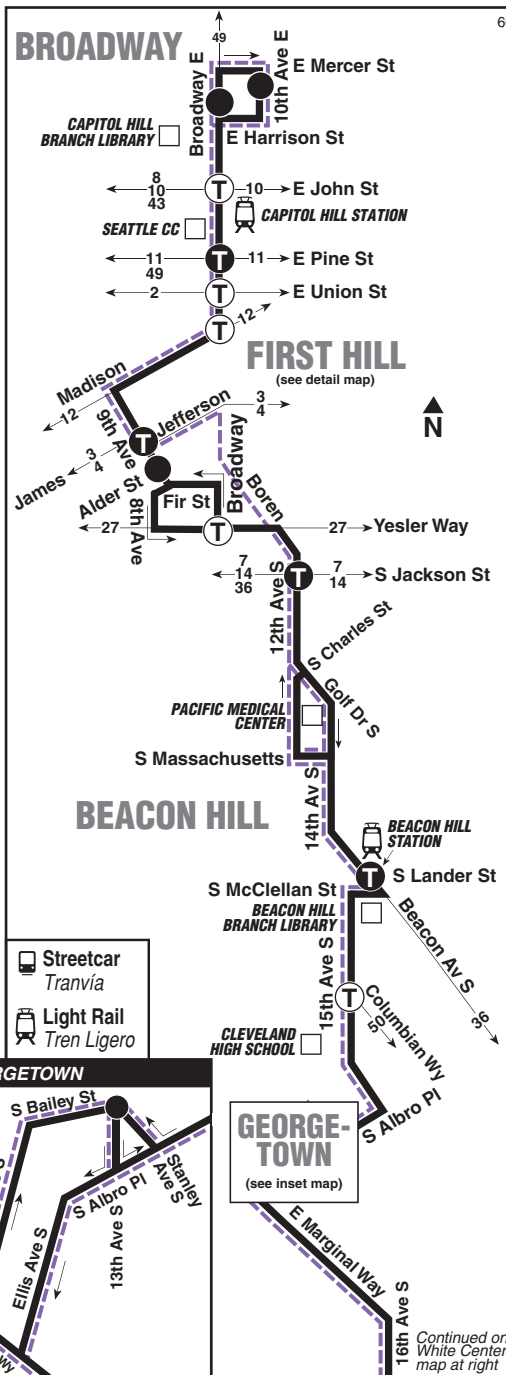 6
BROADWAY
49
E Mercer St
Broadway E
10th Ave E
CAPITOL HILL
BRANCH LIBRARY
E Harrison St
8
10
43
T
10
E John St
CAPITOL HILL STATION
SEATTLE CC
11
49
T
11
E Pine St
2
T
E Union St
T
12
FIRST HILL
(see detail map)
Madison
12
9th Ave
Jefferson
3
4
N
T
James
3
4
Alder St
8th Ave
Fir St
Broadway
Boren
27
T
27
Yesler Way
7
14
36
T
7
14
S Jackson St
12th Ave S
S Charles St
Golf Dr S
PACIFIC MEDICAL
CENTER
S Massachusetts
14th Av S
BEACON HILL
BEACON HILL
STATION
T
S Lander St
S McClellan St
BEACON HILL
BRANCH LIBRARY
Beacon Av S
36
15th Ave S
T
Columbian Wy
50
CLEVELAND
HIGH SCHOOL
S Albro Pl
Streetcar
Tranvía
Light Rail
Tren Ligero
RGETOWN
S Bailey St
Stanley
Ave S
S Albro Pl
13th Ave S
Ellis Ave S
S
wy
GEORGE-
TOWN
(see inset map)
E Marginal Way
16th Ave S
Continued on
White Center
map at right